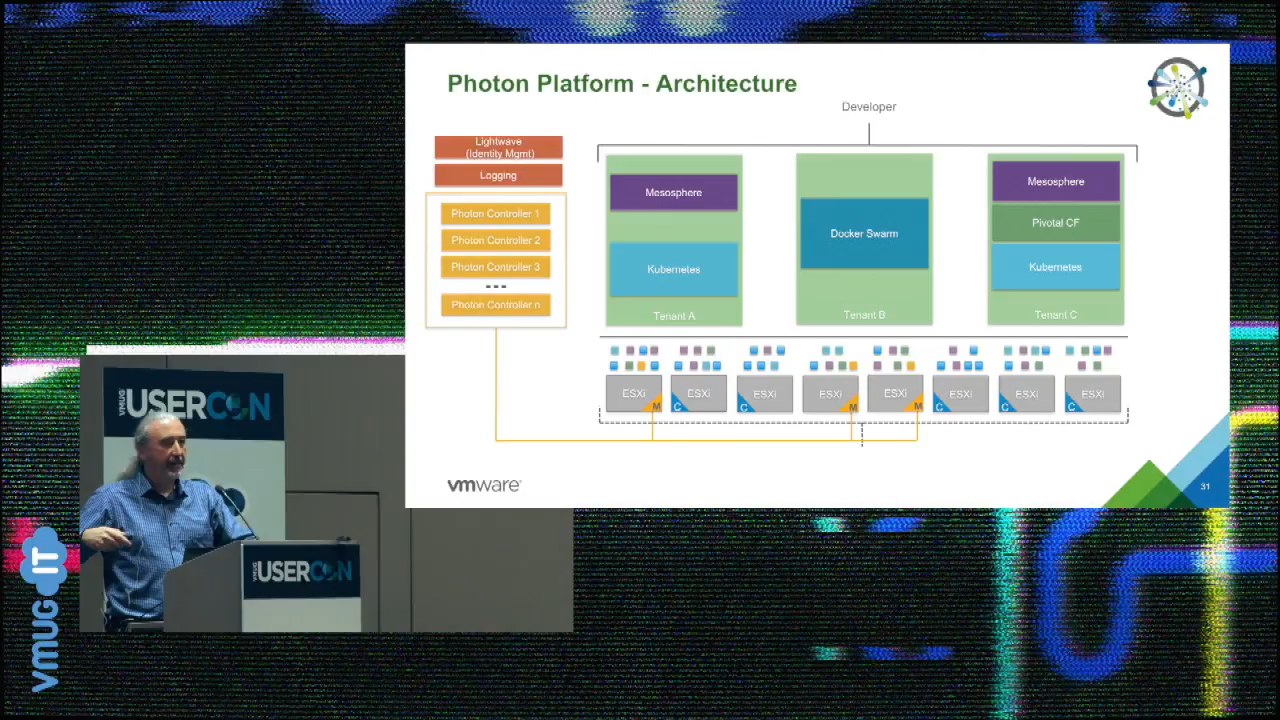 Photon Platform - Architecture
Developer
Lightwave
(Identity Mgmt)
Logging
Photon Controller 1
Photon Controller 2
Photon Controller 3
---
Photon Controller n
Mesosphere
Kubernetes
Tenant A
Docker Swarm
Tenant B
Mesosphere
Pivotal CF
Kubernetes
Tenant C
ESXi
M
ESXi
C
ESXi
C
ESXi
M
ESXi
M
ESXi
C
ESXi
C
ESXi
C
vmware
31
VMUG
USERCON
VMUG
USERCON
VMUG IT